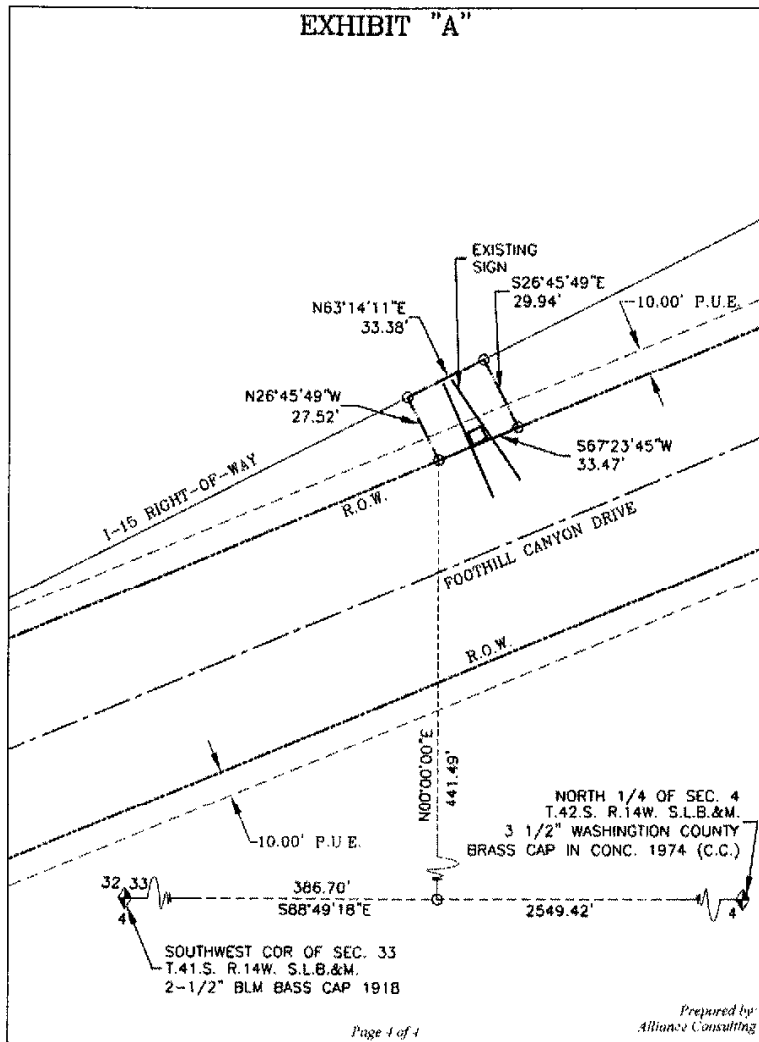 EXHIBIT "A"
EXISTING
SIGN
S26°45'49"E
29.94'
N63°14'11"E
33.38'
10.00' P.U.E.
N26°45'49"W
27.52'
S67°23'45"W
33.47'
I-15 RIGHT-OF-WAY
R.O.W.
FOOTHILL CANYON DRIVE
R.O.W.
N00°00'00"E
441.49'
10.00' P.U.E.
NORTH 1/4 OF SEC. 4
T.42.S. R.14W. S.L.B.&M.
3 1/2" WASHINGTION COUNTY
BRASS CAP IN CONC. 1974 (C.C.)
32 33
4
386.70'
S88°49'18"E
2549.42'
4
SOUTHWEST COR OF SEC. 33
T.41.S. R.14W. S.L.B.&M.
2-1/2" BLM BASS CAP 1918
Page 4 of 4
Prepared by:
Alliance Consulting